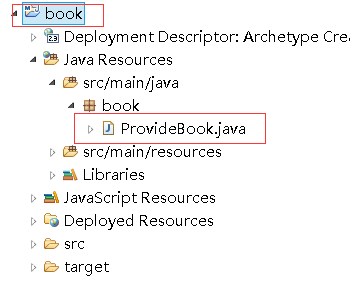 book
Deployment Descriptor: Archetype Cre
Java Resources
src/main/java
book
ProvideBook.java
src/main/resources
Libraries
JavaScript Resources
Deployed Resources
src
target